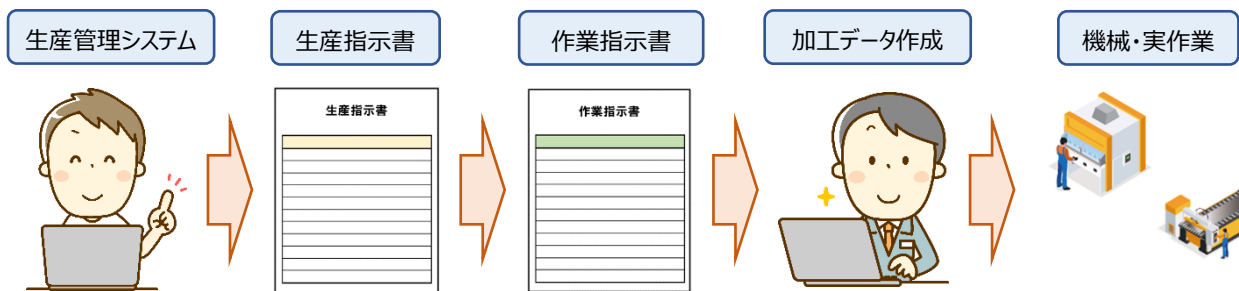 生産管理システム
生産指示書
作業指示書
加工データ作成
機械・実作業
生産指示書
作業指示書